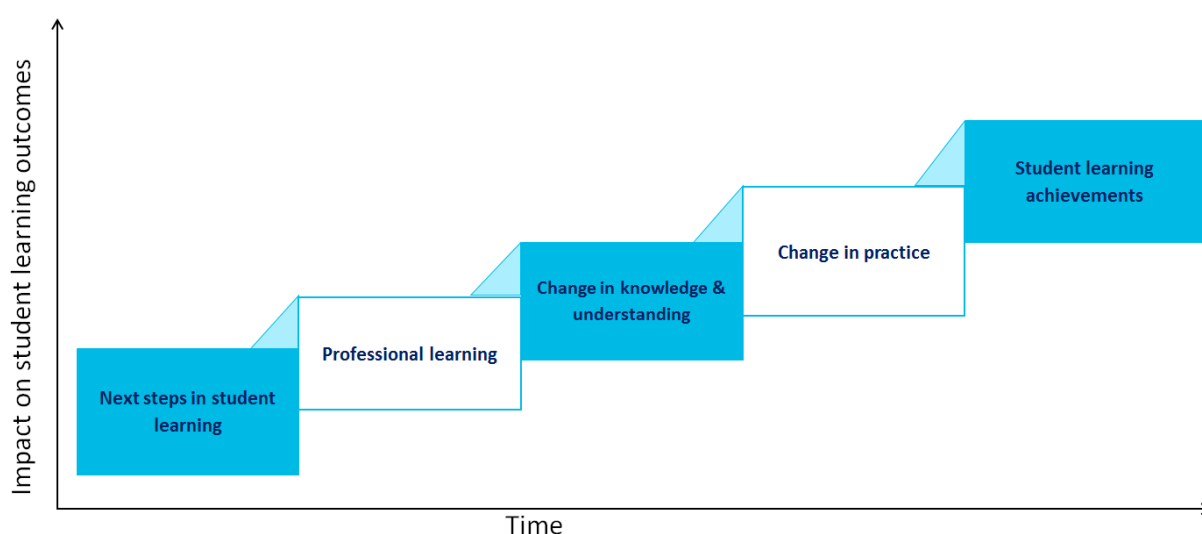 Impact on student learning outcomes
Student learning
achievements
Change in practice
Change in knowledge &
understanding
Professional learning
Next steps in student
learning
Time